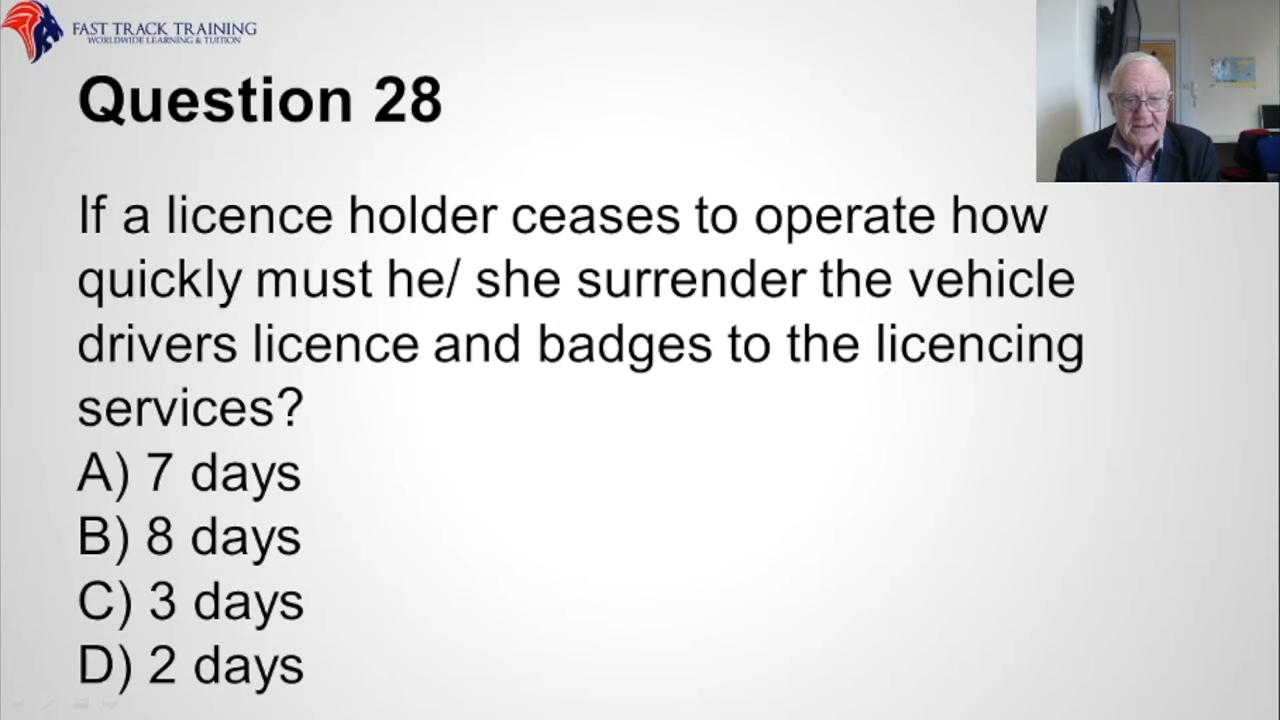 FAST TRACK TRAINING
WORLDWIDE LEARNING & TUITION
Question 28
If a licence holder ceases to operate how
quickly must he/ she surrender the vehicle
drivers licence and badges to the licencing
services?
A) 7 days
B) 8 days
C) 3 days
D) 2 days